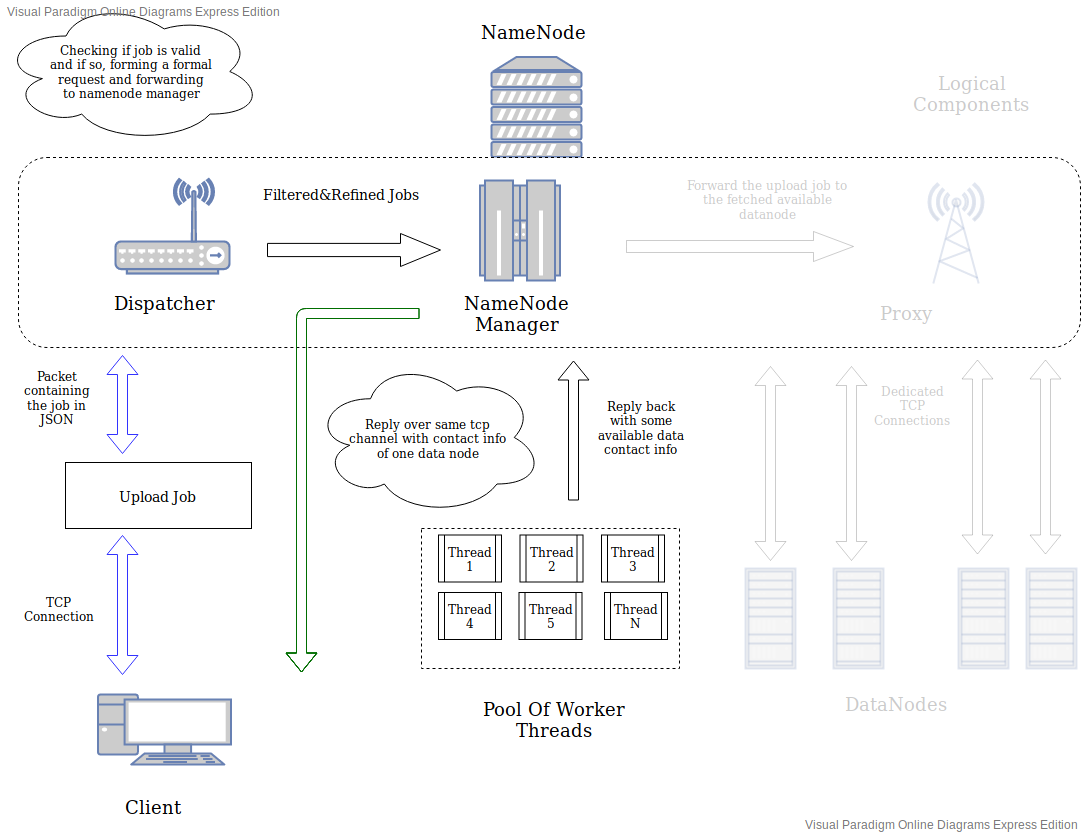 Visual Paradigm Online Diagrams Express Edition
Checking if job is valid
and if so, forming a formal
request and forwarding
to namenode manager
NameNode
Logical
Components
Filtered&Refined Jobs
Forward the upload job to
the fetched available
datanode
Dispatcher
NameNode
Manager
Proxy
Packet
containing
the job in
JSON
Reply over same tcp
channel with contact info
of one data node
Reply back
with some
available data
contact info
Dedicated
TCP
Connections
Upload Job
Thread
1
Thread
2
Thread
3
Thread
4
Thread
5
Thread
N
TCP
Connection
Pool Of Worker
Threads
DataNodes
Client
Visual Paradigm Online Diagrams Express Edition